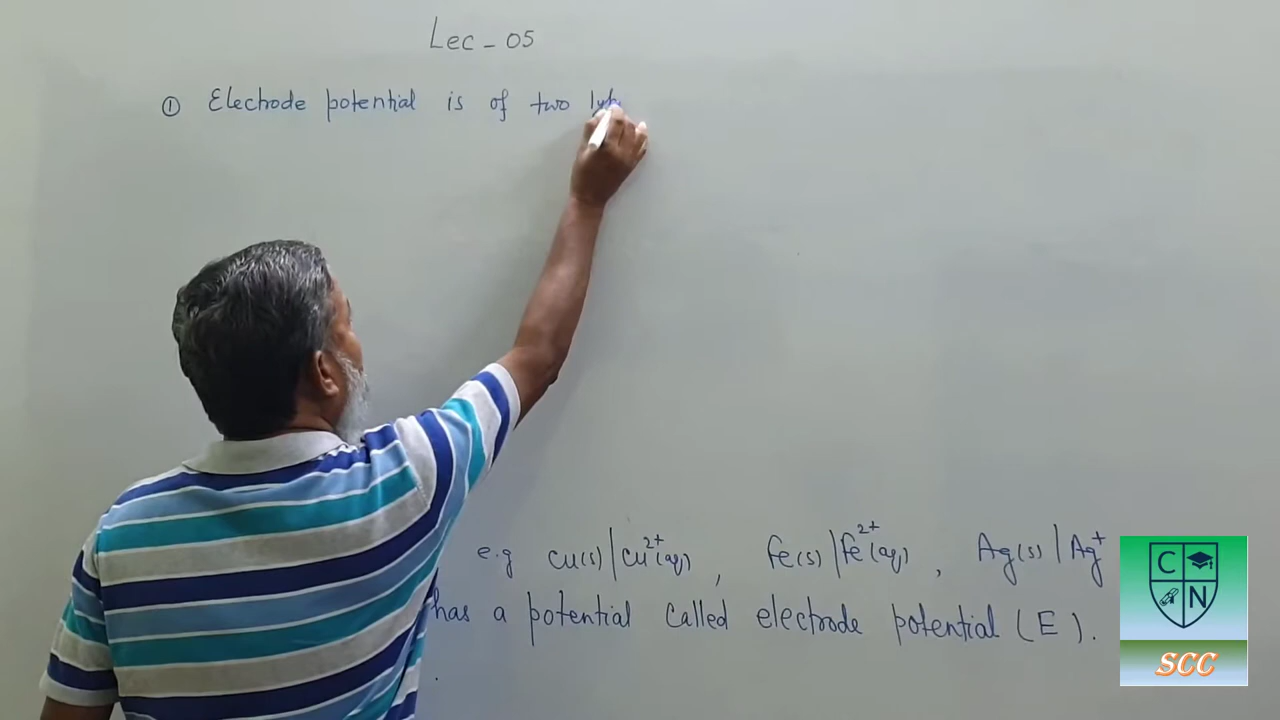 Lec - 05
① Electrode potential is of two
e.g Cu(s)|Cu²⁺(aq), Fe(s)|Fe²⁺(aq), Ag(s)|Ag⁺
has a potential called electrode potential (E).
C
N
SCC